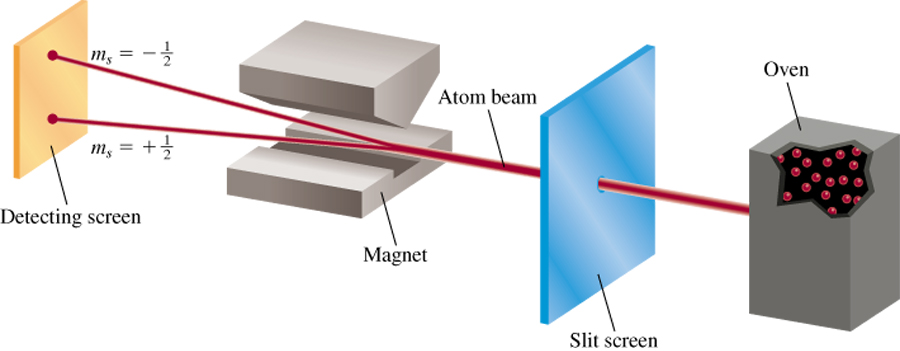 m_s = −1/2
Oven
Atom beam
m_s = +1/2
Detecting screen
Magnet
Slit screen